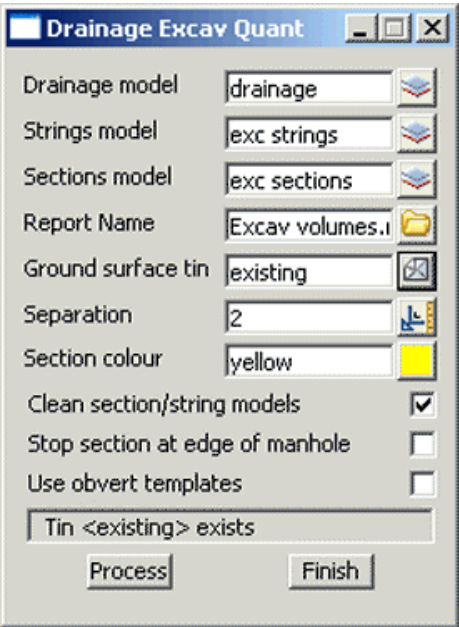 Drainage Excav Quant
Drainage model drainage
Strings model exc strings
Sections model exc sections
Report Name Excav volumes.
Ground surface tin existing
Separation 2
Section colour yellow
Clean section/string models
Stop section at edge of manhole
Use obvert templates
Tin <existing> exists
Process Finish